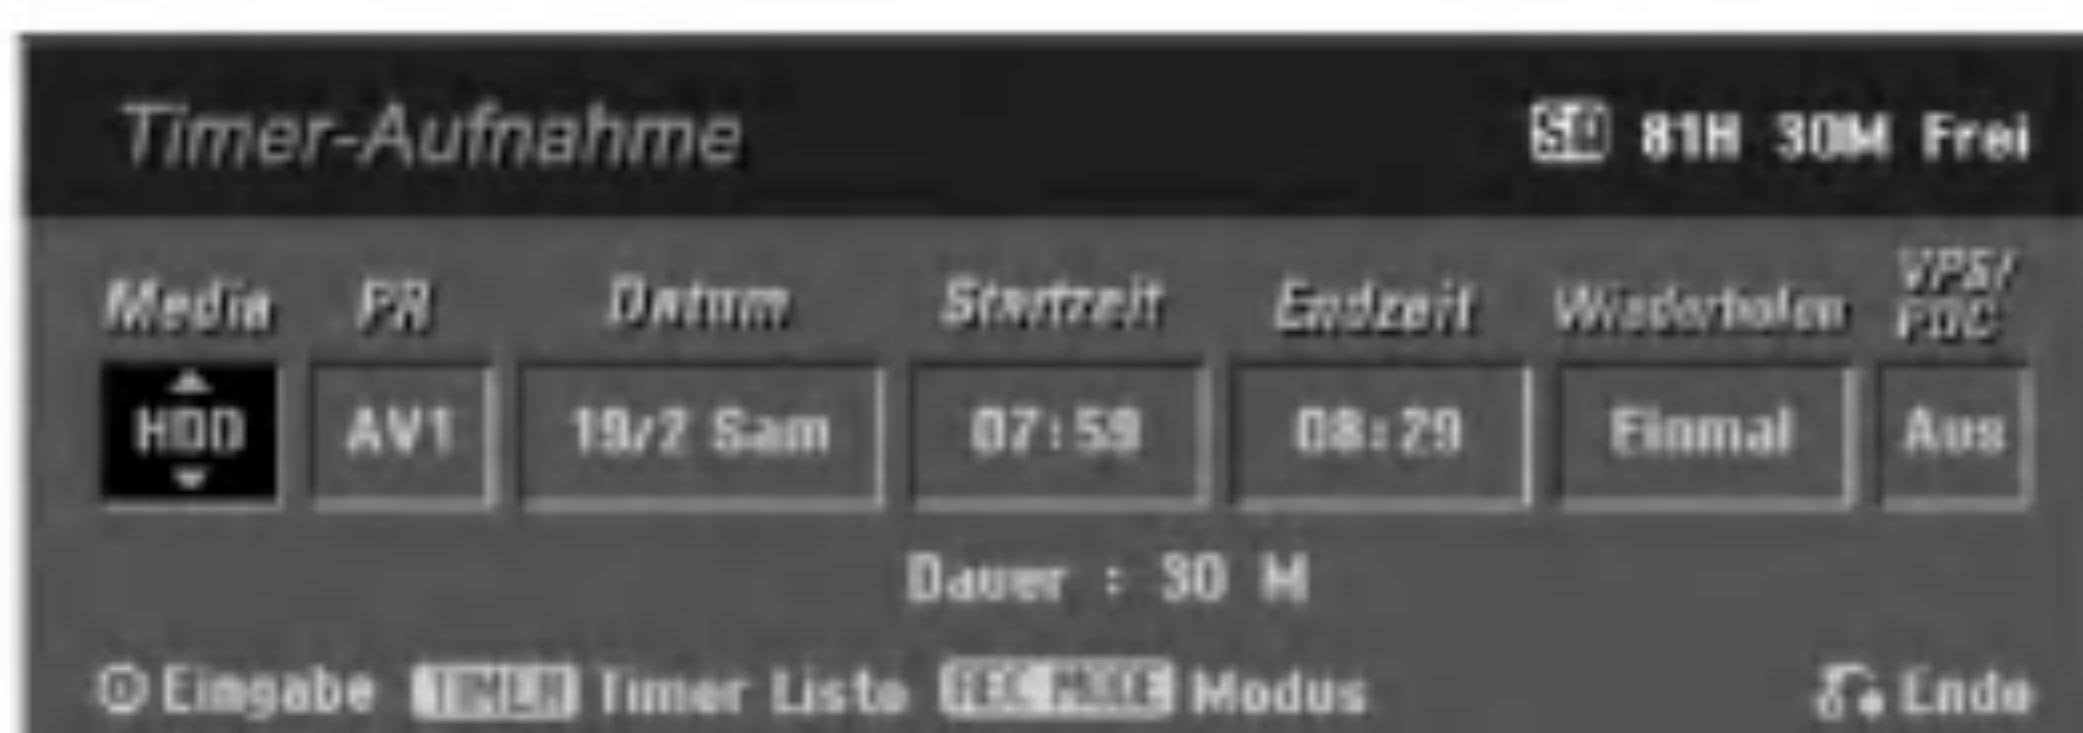 Timer-Aufnahme SQ 81H 30M Frei
Media PR Datum Startzeit Endzeit Wiederholen VPS/PDC
HDD AV1 19/2 Sam 07:59 08:29 Einmal Aus
Dauer : 30 M
Eingabe TIMER Timer Liste REC MODE Modus Ende